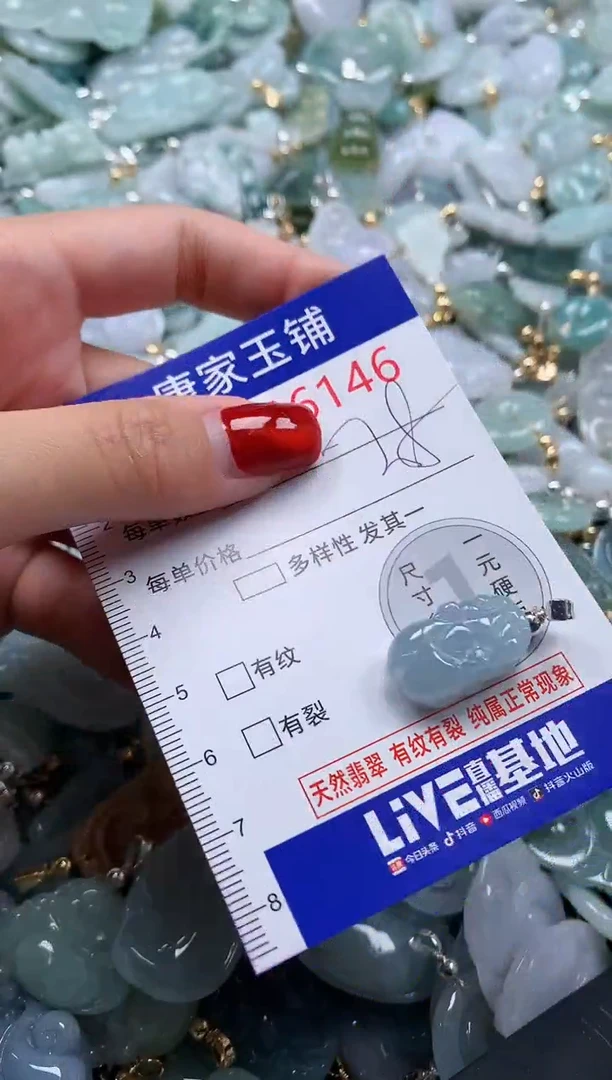 唐家玉铺
6146
2
每单价格
多样性 发其一
3
4
5
6
7
8
尺寸
一元硬
1
有纹
有裂
天然翡翠 有纹有裂 纯属正常现象
LiVE直播基地
今日头条 抖音 西瓜视频 抖音火山版